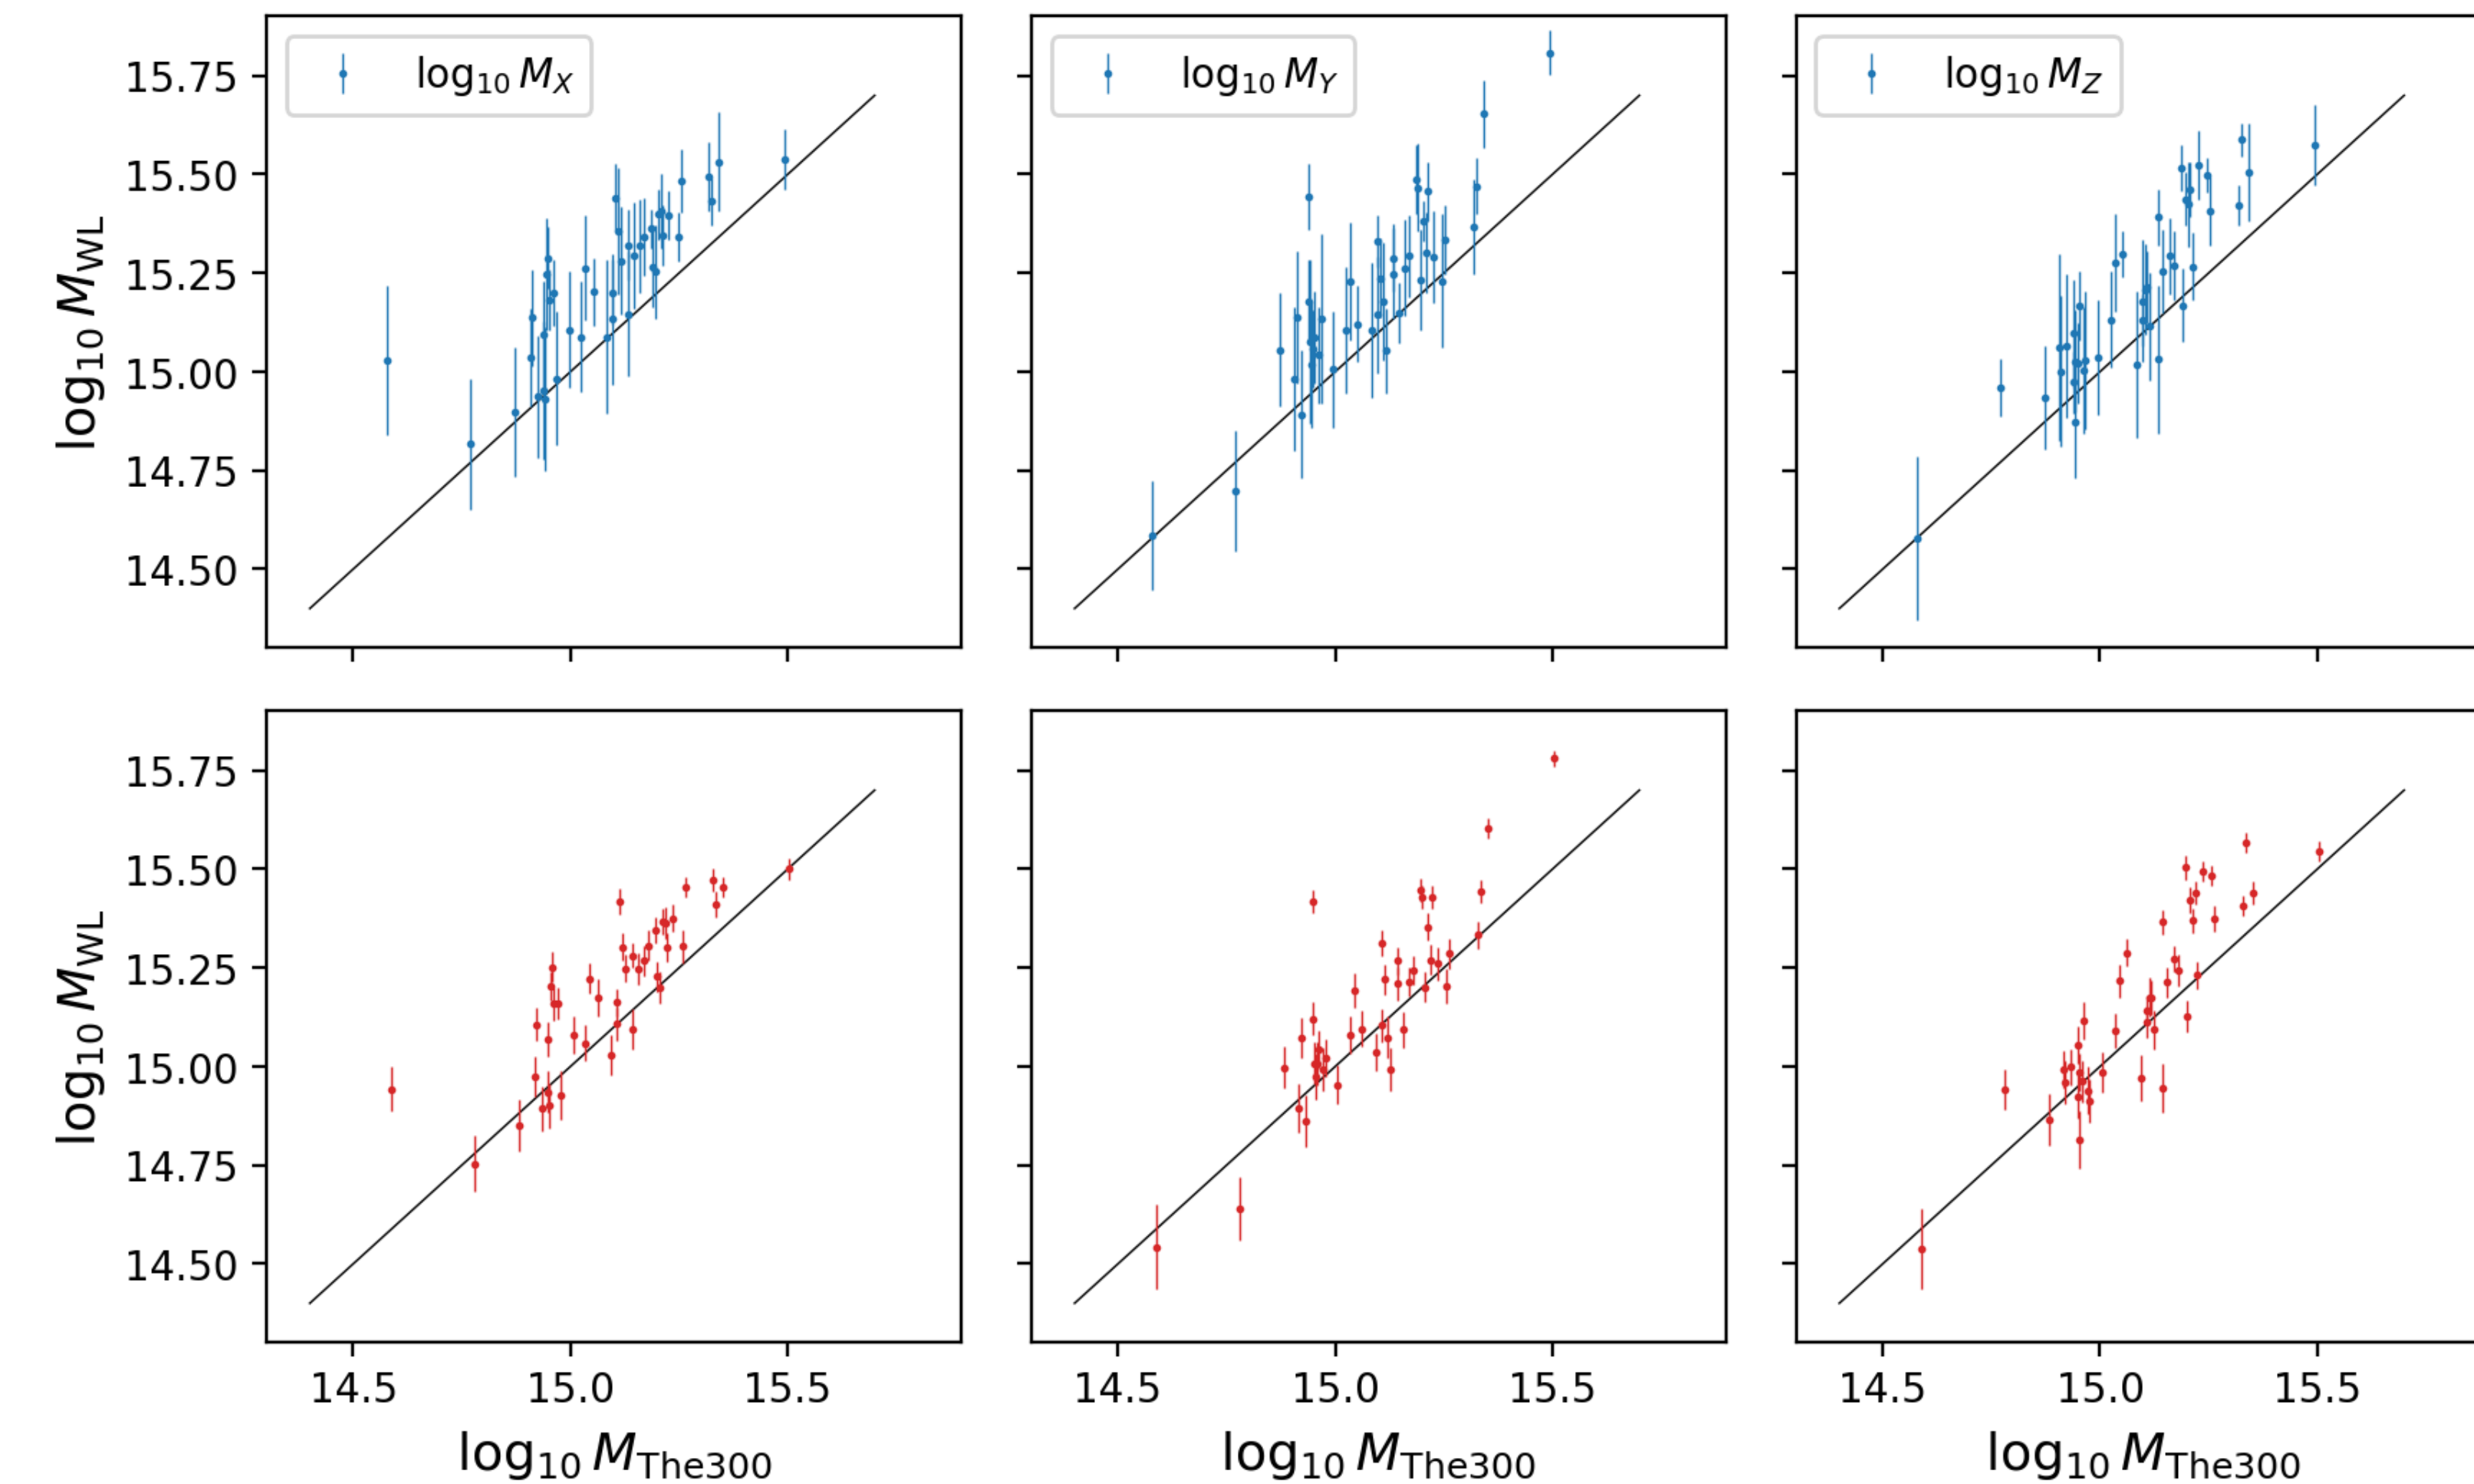 log₁₀ M_X
log₁₀ M_Y
log₁₀ M_Z
15.75
15.50
15.25
15.00
14.75
14.50
log₁₀ M_WL
15.75
15.50
15.25
15.00
14.75
14.50
log₁₀ M_WL
14.5 15.0 15.5 14.5 15.0 15.5 14.5 15.0 15.5
log₁₀ M_The300 log₁₀ M_The300 log₁₀ M_The300